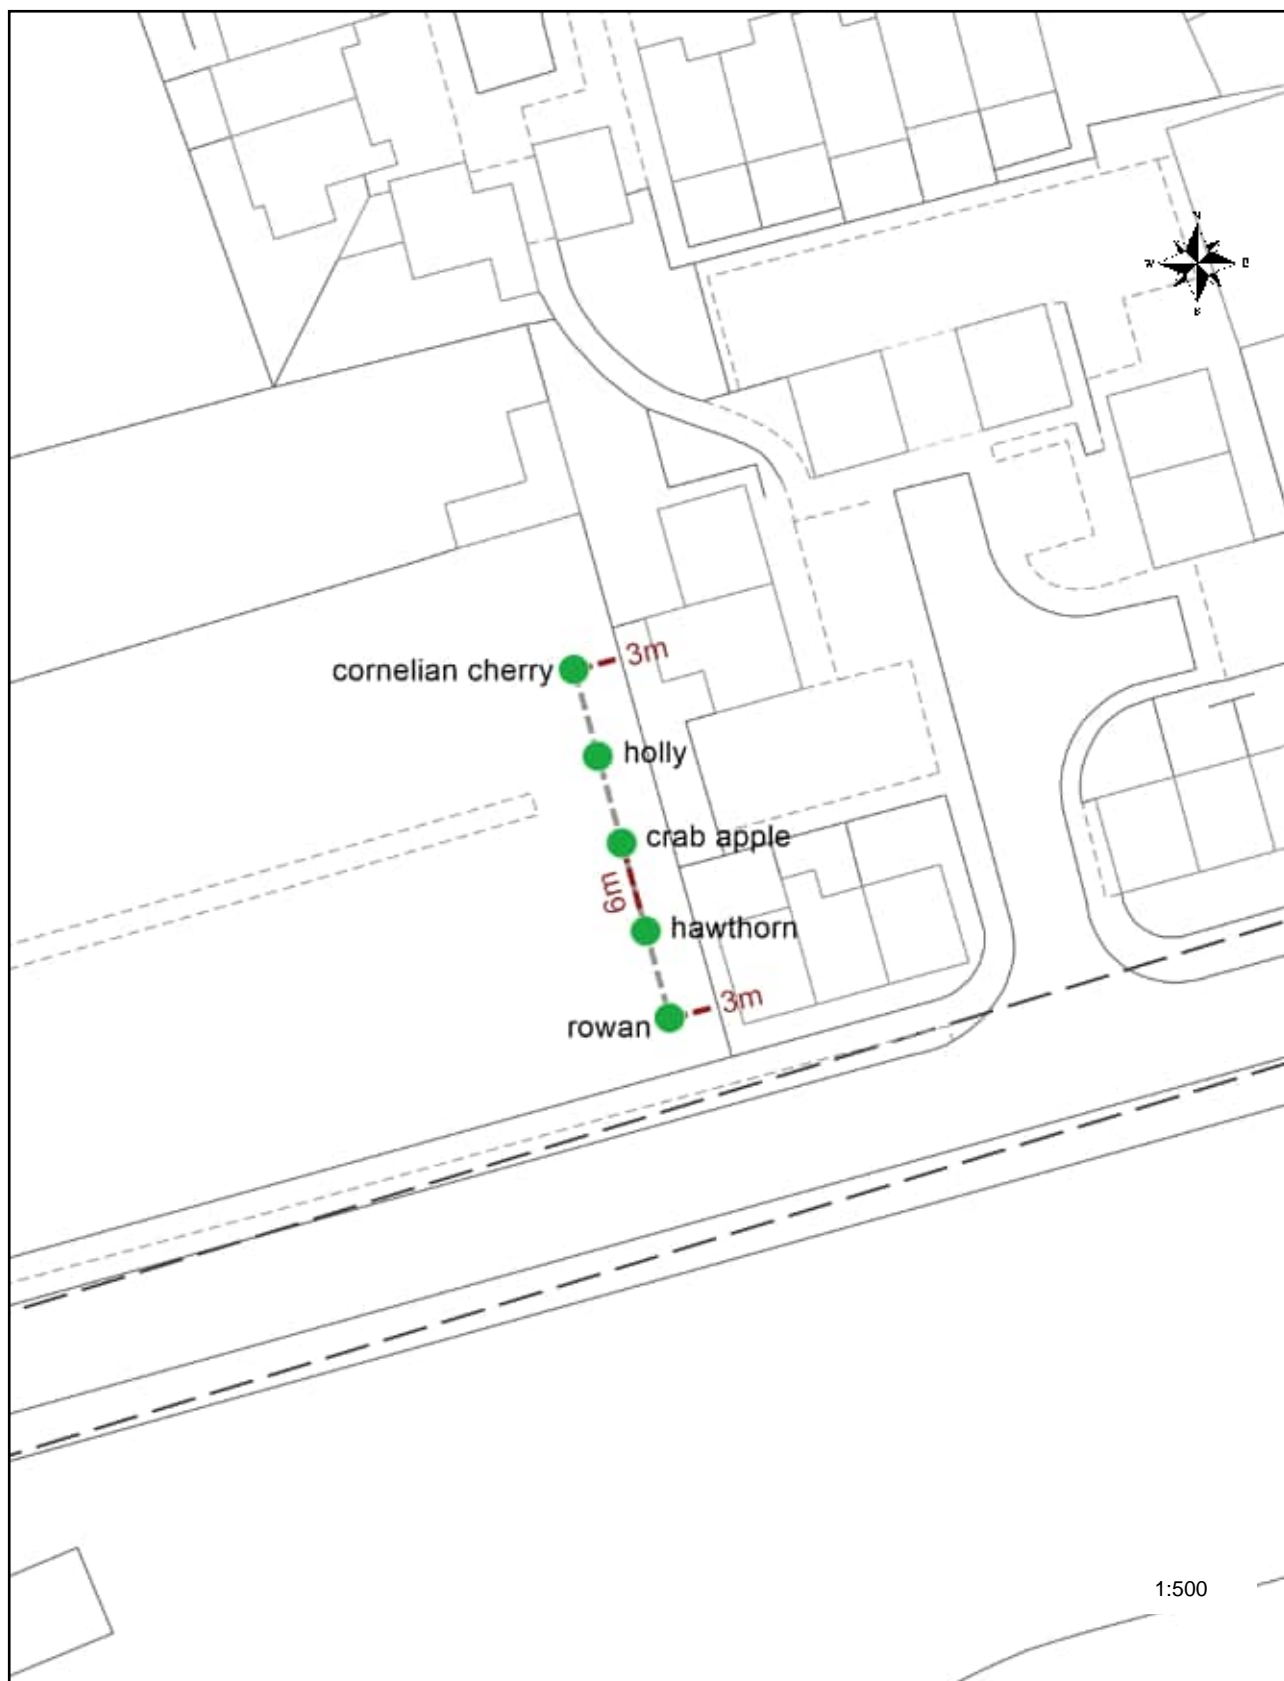 N
W E
S
3m
cornelian cherry
holly
crab apple
6m
hawthorn
3m
rowan
1:500